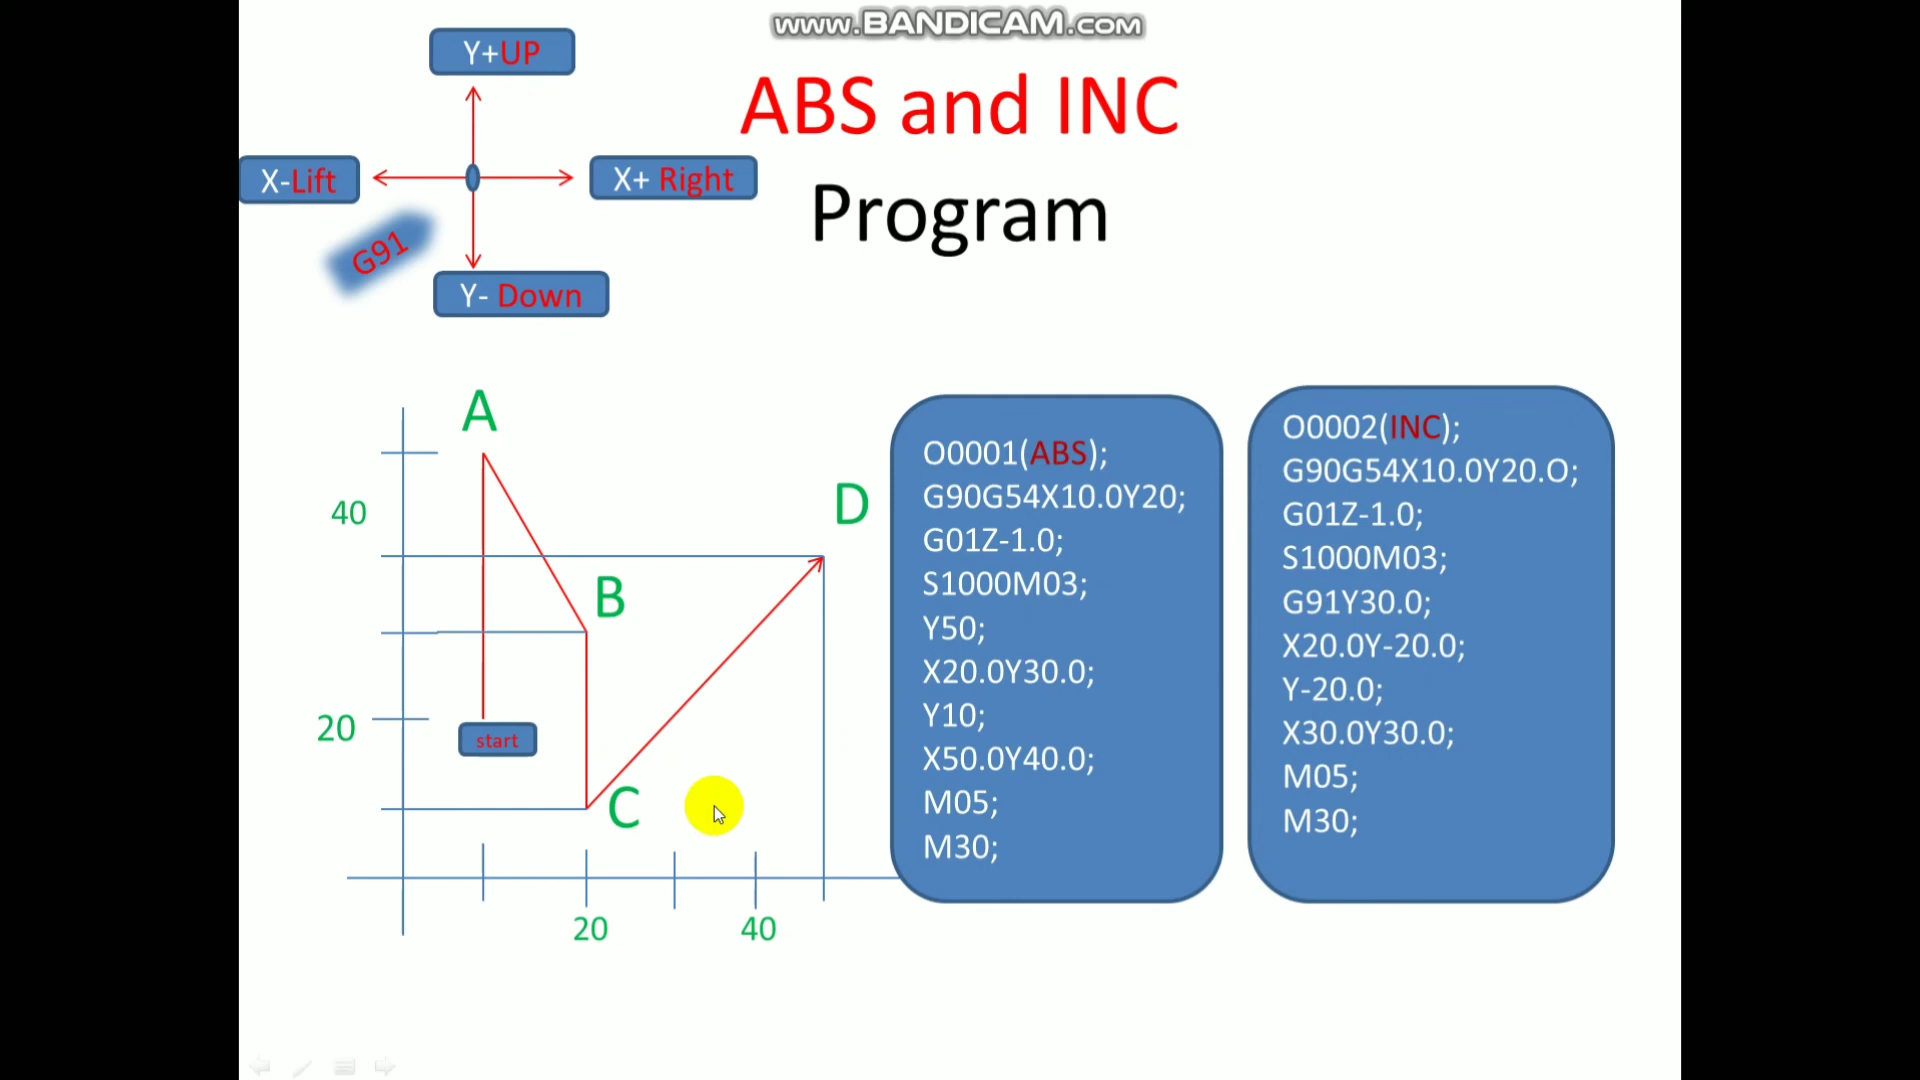 www.BANDICAM.com
Y+UP
X-Lift
X+ Right
G91
Y- Down
ABS and INC
Program
A
40
D
B
20
start
C
20
40
O0001(ABS);
G90G54X10.0Y20;
G01Z-1.0;
S1000M03;
Y50;
X20.0Y30.0;
Y10;
X50.0Y40.0;
M05;
M30;
O0002(INC);
G90G54X10.0Y20.O;
G01Z-1.0;
S1000M03;
G91Y30.0;
X20.0Y-20.0;
Y-20.0;
X30.0Y30.0;
M05;
M30;